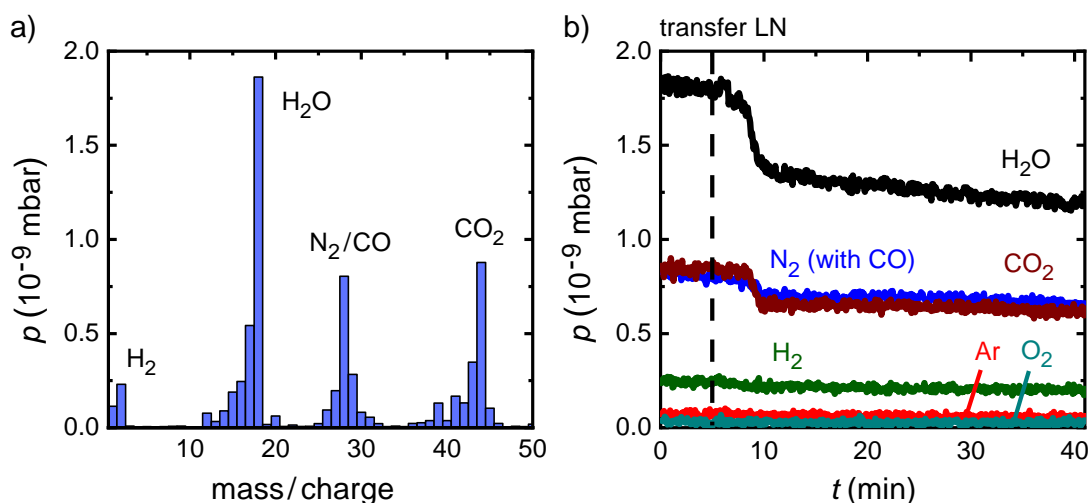 a)
2.0
1.5
1.0
0.5
0.0
p (10⁻⁹ mbar)
H₂
H₂O
N₂/CO
CO₂
10 20 30 40 50
mass/charge
b)
transfer LN
2.0
1.5
1.0
0.5
0.0
p (10⁻⁹ mbar)
H₂O
N₂ (with CO) CO₂
H₂ Ar O₂
0 10 20 30 40
t (min)